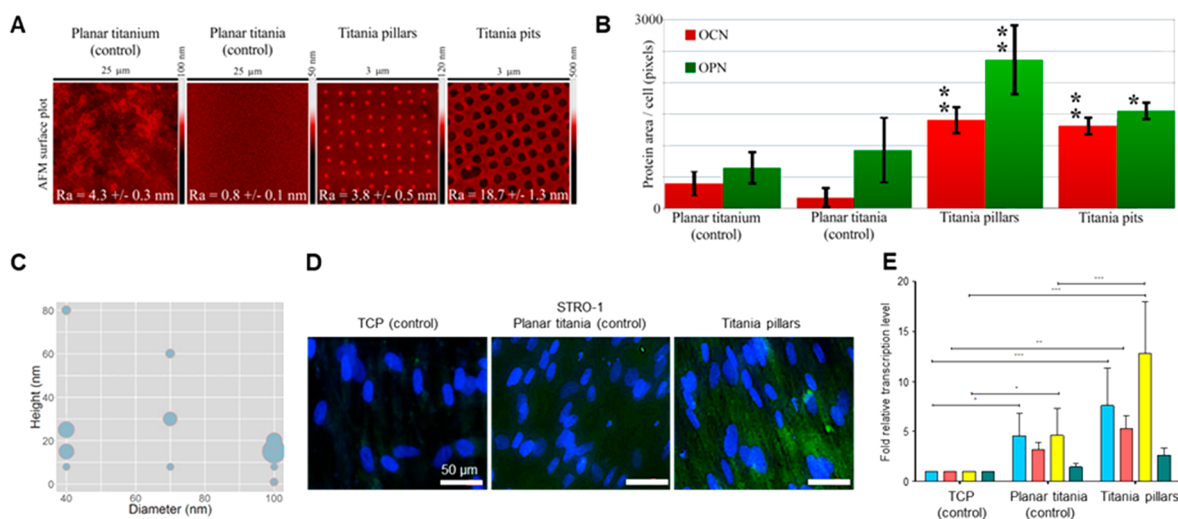 A
Planar titanium
(control)
Planar titania
(control)
Titania pillars
Titania pits
25 μm
100 nm
25 μm
50 nm
3 μm
120 nm
3 μm
500 nm
AFM surface plot
Ra = 4.3 +/- 0.3 nm
Ra = 0.8 +/- 0.1 nm
Ra = 3.8 +/- 0.5 nm
Ra = 18.7 +/- 1.3 nm
B
3000
0
Protein area / cell (pixels)
OCN
OPN
**
**
**
*
Planar titanium
(control)
Planar titania
(control)
Titania pillars
Titania pits
C
Height (nm
80
60
40
20
0
40
60
80
100
Diameter (nm)
D
STRO-1
TCP (control)
Planar titania (control)
Titania pillars
50 μm
E
Fold relative transcription level
20
15
10
5
0
***
***
**
***
*
*
TCP
(control)
Planar titania
(control)
Titania pillars